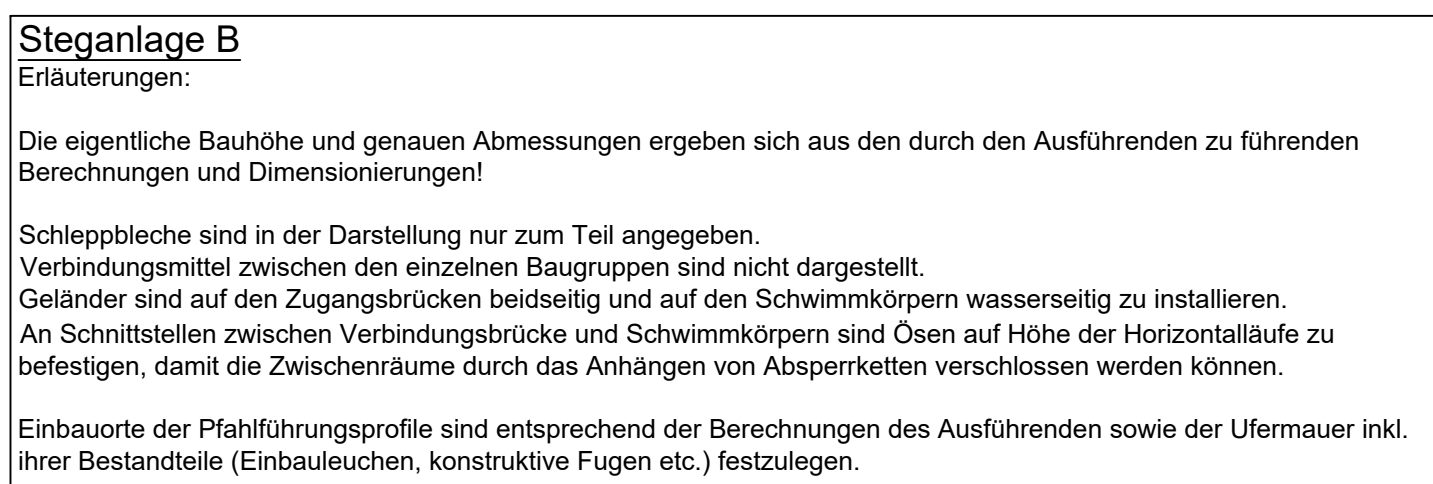 Steganlage B
Erläuterungen:
Die eigentliche Bauhöhe und genauen Abmessungen ergeben sich aus den durch den Ausführenden zu führenden
Berechnungen und Dimensionierungen!
Schleppbleche sind in der Darstellung nur zum Teil angegeben.
Verbindungsmittel zwischen den einzelnen Baugruppen sind nicht dargestellt.
Geländer sind auf den Zugangsbrücken beidseitig und auf den Schwimmkörpern wasserseitig zu installieren.
An Schnittstellen zwischen Verbindungsbrücke und Schwimmkörpern sind Ösen auf Höhe der Horizontalläufe zu
befestigen, damit die Zwischenräume durch das Anhängen von Absperrketten verschlossen werden können.
Einbauorte der Pfahlführungsprofile sind entsprechend der Berechnungen des Ausführenden sowie der Ufermauer inkl.
ihrer Bestandteile (Einbauleuchen, konstruktive Fugen etc.) festzulegen.